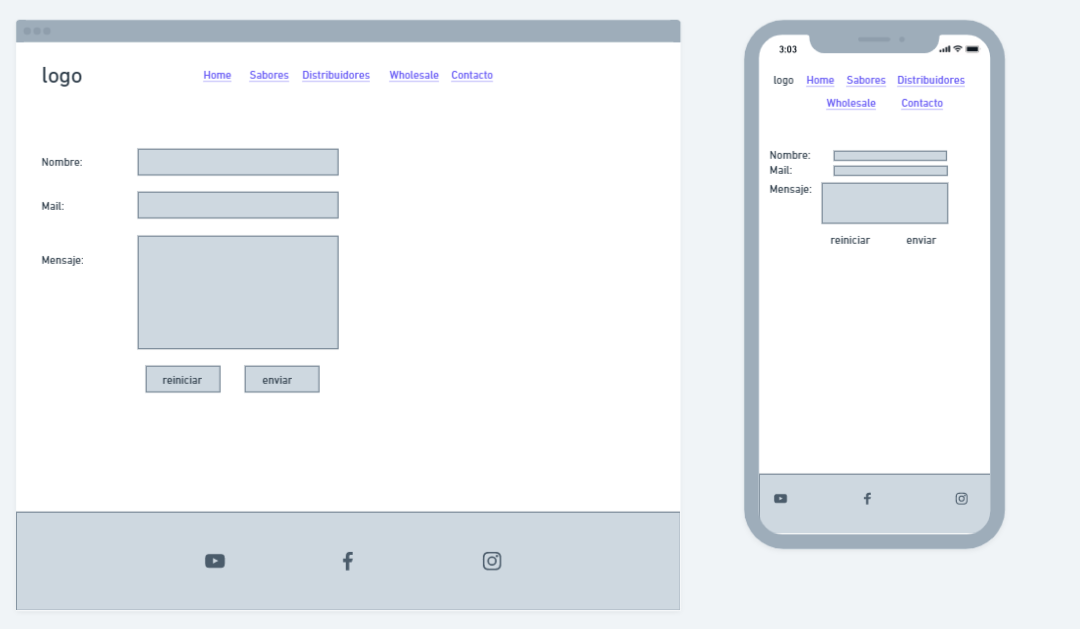 logo Home Sabores Distribuidores Wholesale Contacto
Nombre:
Mail:
Mensaje:
reiniciar enviar
3:03
logo Home Sabores Distribuidores
Wholesale Contacto
Nombre:
Mail:
Mensaje:
reiniciar enviar